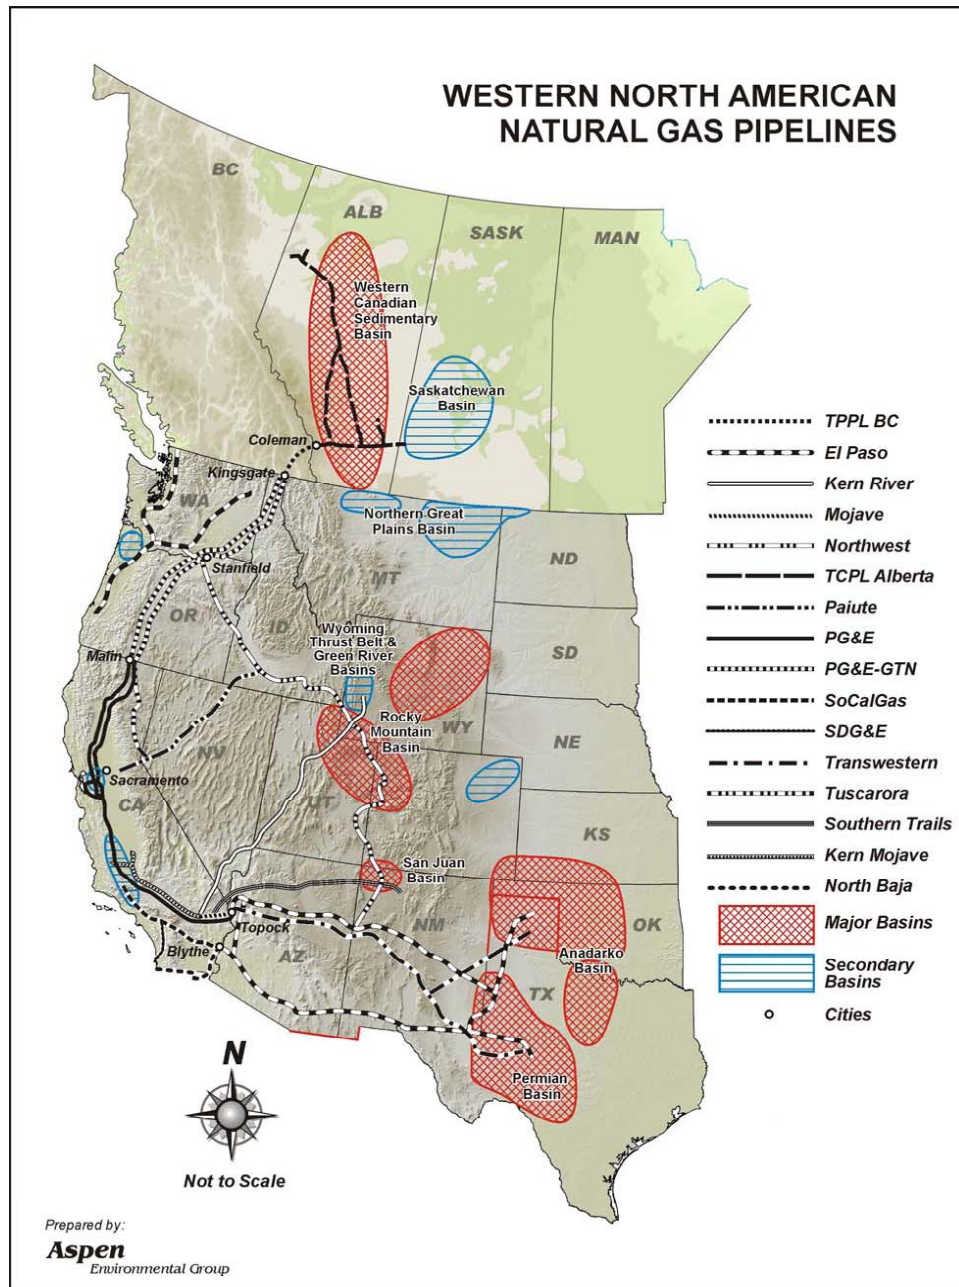 WESTERN NORTH AMERICAN
NATURAL GAS PIPELINES
BC
ALB
SASK
MAN
Western
Canadian
Sedimentary
Basin
Saskatchewan
Basin
Coleman
Kingsgate
WA
Northern Great
Plains Basin
Stanfield
MT
ND
OR
ID
Wyoming
Thrust Belt &
Green River
Basins
SD
Malin
Rocky
Mountain
Basin
WY
NE
NV
Sacramento
CA
UT
KS
San Juan
Basin
Topock
NM
OK
Blythe
AZ
Anadarko
Basin
TX
Permian
Basin
TPPL BC
El Paso
Kern River
Mojave
Northwest
TCPL Alberta
Paiute
PG&E
PG&E-GTN
SoCalGas
SDG&E
Transwestern
Tuscarora
Southern Trails
Kern Mojave
North Baja
Major Basins
Secondary
Basins
Cities
N
Not to Scale
Prepared by:
Aspen
Environmental Group